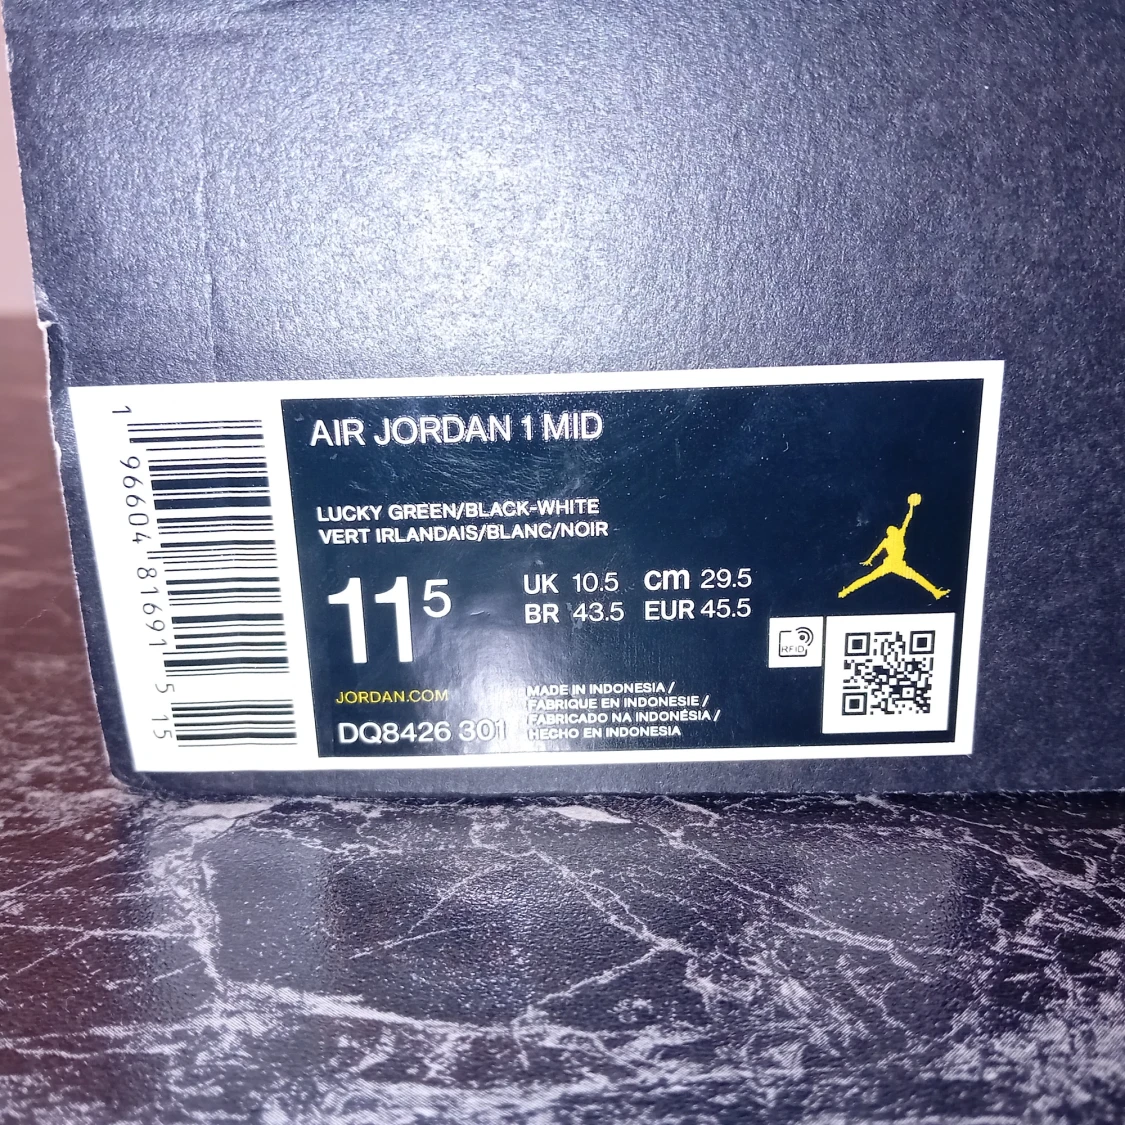 1 96604 81691 5 15
AIR JORDAN 1 MID
LUCKY GREEN/BLACK-WHITE
VERT IRLANDAIS/BLANC/NOIR
11 5
UK 10.5 cm 29.5
BR 43.5 EUR 45.5
RFID
JORDAN.COM
DQ8426 301
MADE IN INDONESIA /
FABRIQUE EN INDONESIE /
FABRICADO NA INDONÉSIA /
HECHO EN INDONESIA